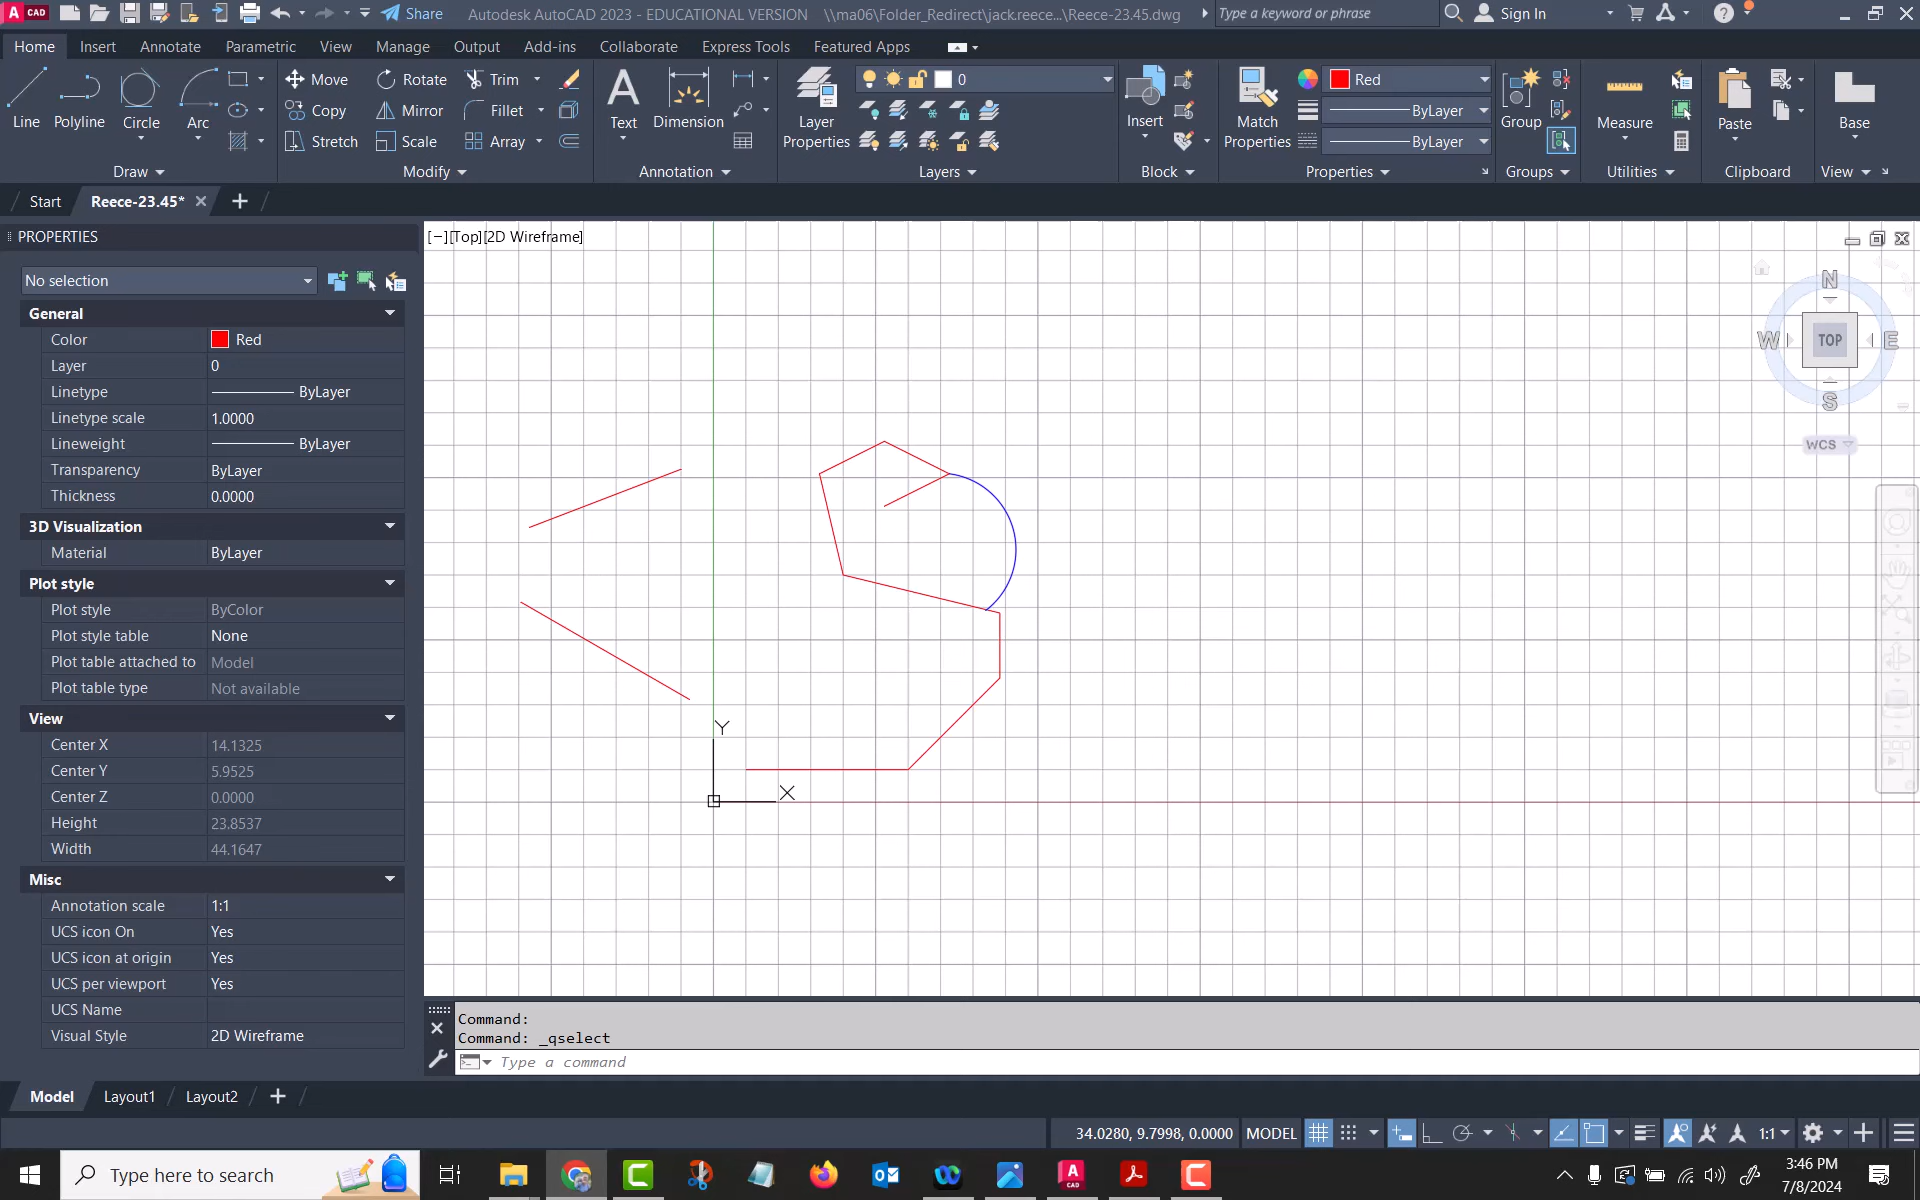 A CAD Share Autodesk AutoCAD 2023 - EDUCATIONAL VERSION \\ma06\Folder_Redirect\jack.reece...\Reece-23.45.dwg Type a keyword or phrase Sign In
Home Insert Annotate Parametric View Manage Output Add-ins Collaborate Express Tools Featured Apps
Line Polyline Circle Arc
Move Rotate Trim
Copy Mirror Fillet
Stretch Scale Array
Text Dimension
Layer Properties
0
Insert
Match Properties
Red
ByLayer
ByLayer
Group Measure Paste Base
Draw Modify Annotation Layers Block Properties Groups Utilities Clipboard View
Start Reece-23.45*
PROPERTIES
No selection
General
Color Red
Layer 0
Linetype ByLayer
Linetype scale 1.0000
Lineweight ByLayer
Transparency ByLayer
Thickness 0.0000
3D Visualization
Material ByLayer
Plot style
Plot style ByColor
Plot style table None
Plot table attached to Model
Plot table type Not available
View
Center X 14.1325
Center Y 5.9525
Center Z 0.0000
Height 23.8537
Width 44.1647
Misc
Annotation scale 1:1
UCS icon On Yes
UCS icon at origin Yes
UCS per viewport Yes
UCS Name
Visual Style 2D Wireframe
[−][Top][2D Wireframe]
N
W TOP E
S
WCS
Y
X
Command:
Command: _qselect
Type a command
Model Layout1 Layout2
34.0280, 9.7998, 0.0000 MODEL 1:1
Type here to search
3:46 PM
7/8/2024